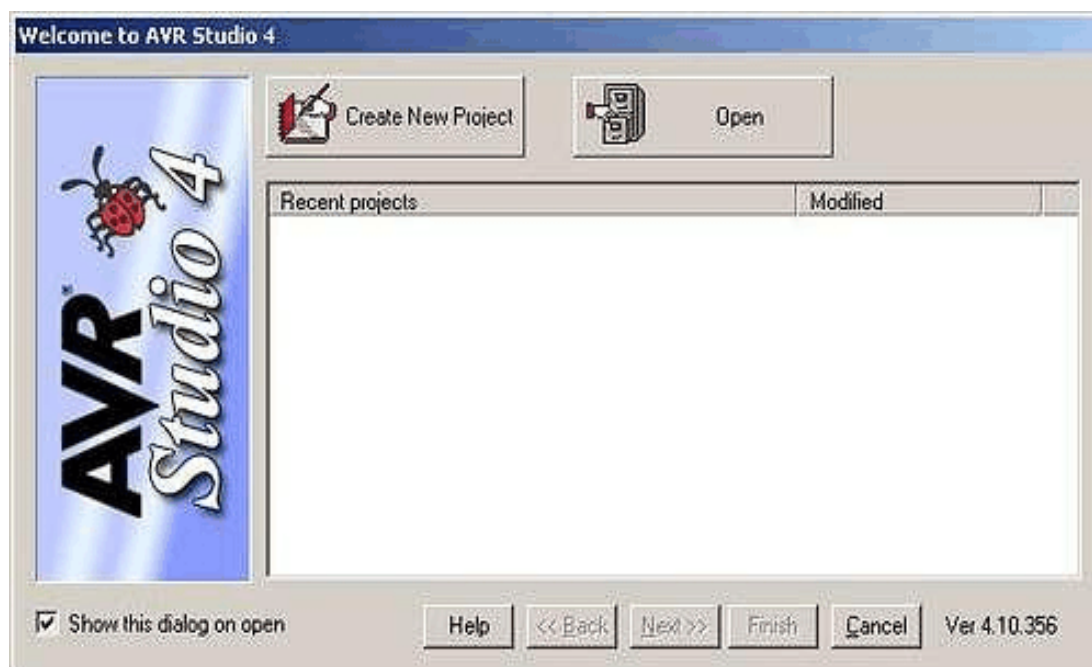 Welcome to AVR Studio 4
Create New Project
Open
Recent projects
Modified
AVR®
Studio 4
Show this dialog on open
Help
<< Back
Next >>
Finish
Cancel
Ver 4.10.356